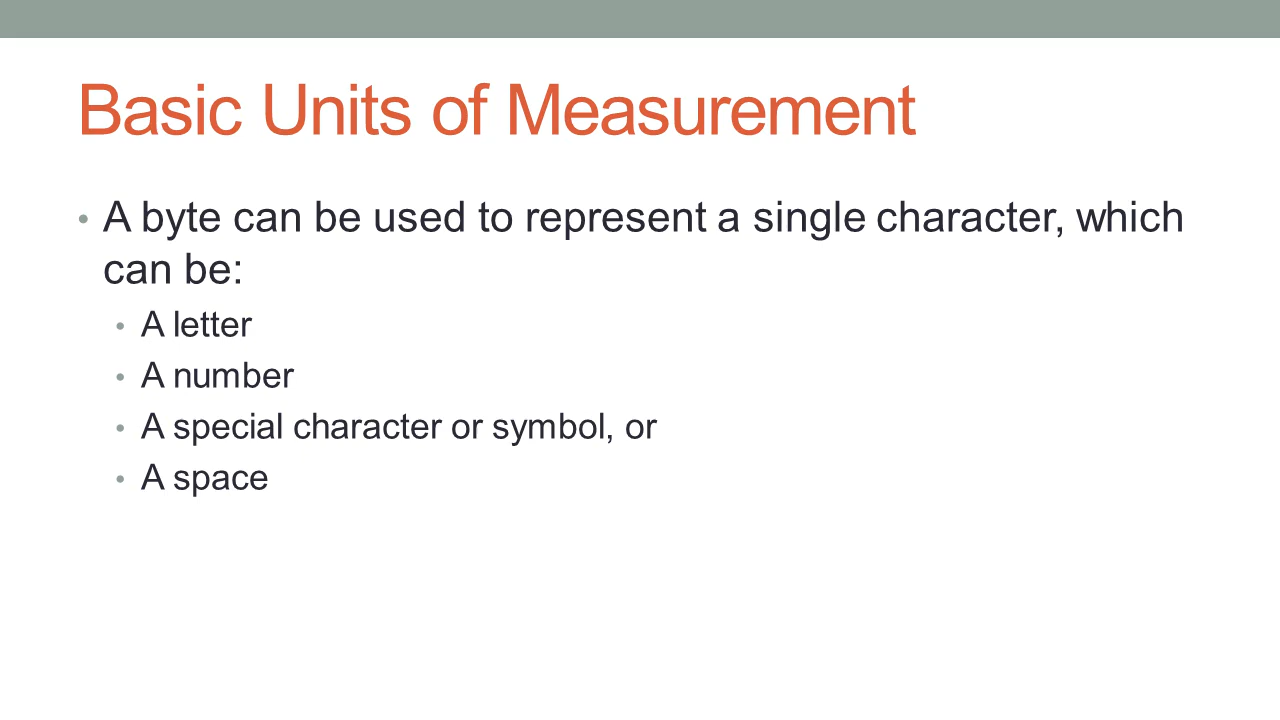 Basic Units of Measurement
• A byte can be used to represent a single character, which
can be:
• A letter
• A number
• A special character or symbol, or
• A space